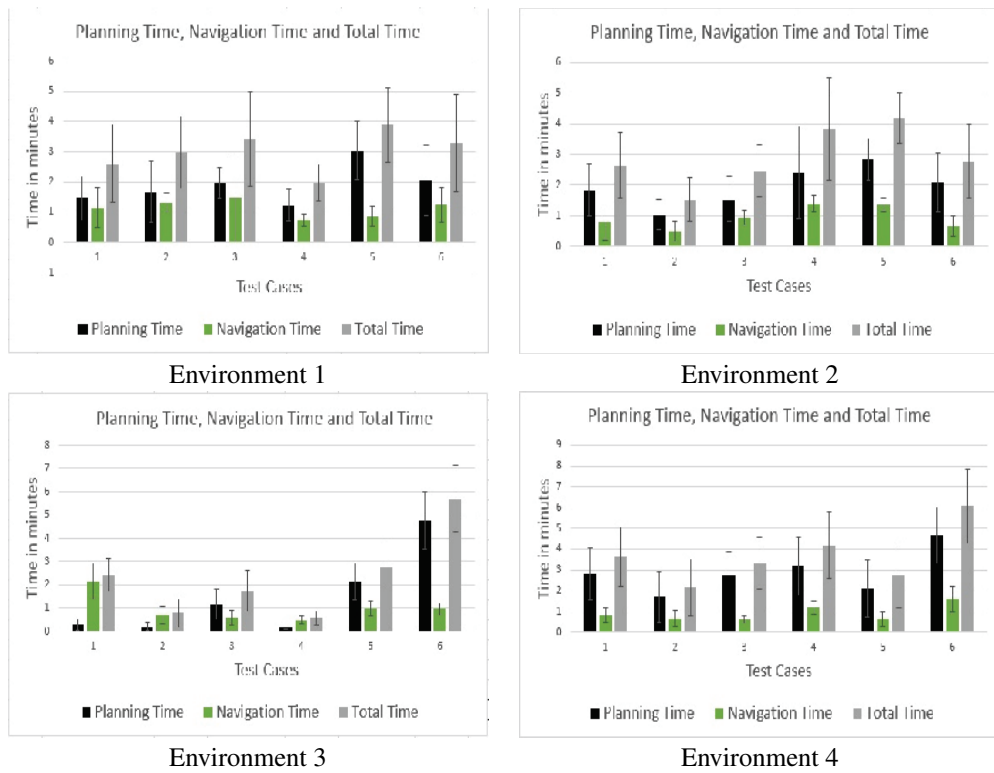 Planning Time, Navigation Time and Total Time
6
5
4
3
2
1
0
1
Time in minutes
1 2 3 4 5 6
Test Cases
Planning Time Navigation Time Total Time
Environment 1
Planning Time, Navigation Time and Total Time
6
5
4
3
2
1
0
Time in minutes
1 2 3 4 5 6
Test Cases
Planning Time Navigation Time Total Time
Environment 2
Planning Time, Navigation Time and Total Time
8
7
6
5
4
3
2
1
0
Time in minutes
1 2 3 4 5 6
Test Cases
Planning Time Navigation Time Total Time
Environment 3
Planning Time, Navigation Time and Total Time
9
8
7
6
5
4
3
2
1
0
Time in minutes
1 2 3 4 5 6
Test Cases
Planning Time Navigation Time Total Time
Environment 4